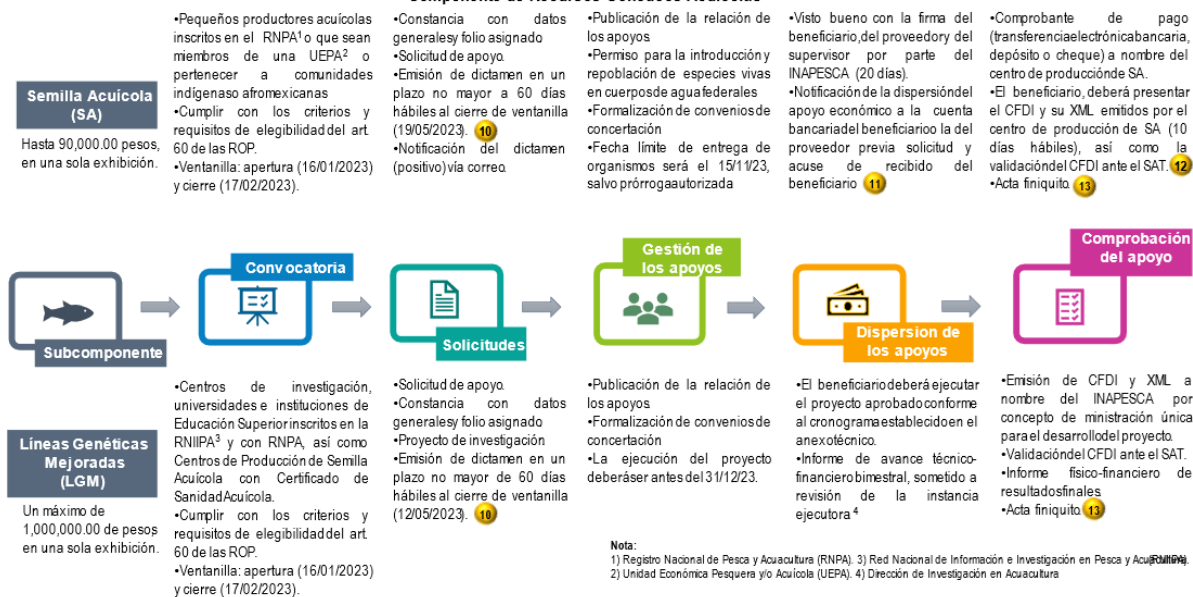 Componente de Recursos Genéticos Acuícolas
Semilla Acuícola
(SA)
Hasta 90,000.00 pesos,
en una sola exhibición.
•Pequeños productores acuícolas
inscritos en el RNPA1 o que sean
miembros de una UEPA2 o
pertenecer a comunidades
indígenas o afromexicanas
•Cumplir con los criterios y
requisitos de elegibilidad del art.
60 de las ROP.
•Ventanilla: apertura (16/01/2023)
y cierre (17/02/2023).
•Constancia con datos
generales y folio asignado
•Solicitud de apoyo.
•Emisión de dictamen en un
plazo no mayor a 60 días
hábiles al cierre de ventanilla
(19/05/2023). 10
•Notificación del dictamen
(positivo) vía correo.
•Publicación de la relación de
los apoyos.
•Permiso para la introducción y
repoblación de especies vivas
en cuerpos de agua federales
•Formalización de convenios de
concertación
•Fecha límite de entrega de
organismos será el 15/11/23,
salvo prórroga autorizada
•Visto bueno con la firma del
beneficiario, del proveedor y del
supervisor por parte del
INAPESCA (20 días).
•Notificación de la dispersión del
apoyo económico a la cuenta
bancaria del beneficiario o la del
proveedor previa solicitud y
acuse de recibido del
beneficiario 11
•Comprobante de pago
(transferencia electrónica bancaria,
depósito o cheque) a nombre del
centro de producción de SA.
•El beneficiario, deberá presentar
el CFDI y su XML emitidos por el
centro de producción de SA (10
días hábiles), así como la
validación del CFDI ante el SAT. 12
•Acta finiquito. 13
Subcomponente
Convocatoria
Solicitudes
Gestión de
los apoyos
Dispersion de
los apoyos
Comprobación
del apoyo
Líneas Genéticas
Mejoradas
(LGM)
Un máximo de
1,000,000.00 de pesos
en una sola exhibición.
•Centros de investigación,
universidades e instituciones de
Educación Superior inscritos en la
RNIIPA3 y con RNPA, así como
Centros de Producción de Semilla
Acuícola con Certificado de
Sanidad Acuícola.
•Cumplir con los criterios y
requisitos de elegibilidad del art.
60 de las ROP.
•Ventanilla: apertura (16/01/2023)
y cierre (17/02/2023).
•Solicitud de apoyo.
•Constancia con datos
generales y folio asignado
•Proyecto de investigación
•Emisión de dictamen en un
plazo no mayor de 60 días
hábiles al cierre de ventanilla
(12/05/2023). 10
•Publicación de la relación de
los apoyos.
•Formalización de convenios de
concertación
•La ejecución del proyecto
deberá ser antes del 31/12/23.
•El beneficiario deberá ejecutar
el proyecto aprobado conforme
al cronograma establecido en el
anexo técnico.
•Informe de avance técnico-
financiero bimestral, sometido a
revisión de la instancia
ejecutora.4
•Emisión de CFDI y XML a
nombre del INAPESCA por
concepto de ministración única
para el desarrollo del proyecto.
•Validación del CFDI ante el SAT.
•Informe físico-financiero de
resultados finales.
•Acta finiquito. 13
Nota:
1) Registro Nacional de Pesca y Acuacultura (RNPA). 3) Red Nacional de Información e Investigación en Pesca y
2) Unidad Económica Pesquera y/o Acuícola (UEPA). 4) Dirección de Investigación en Acuacultura